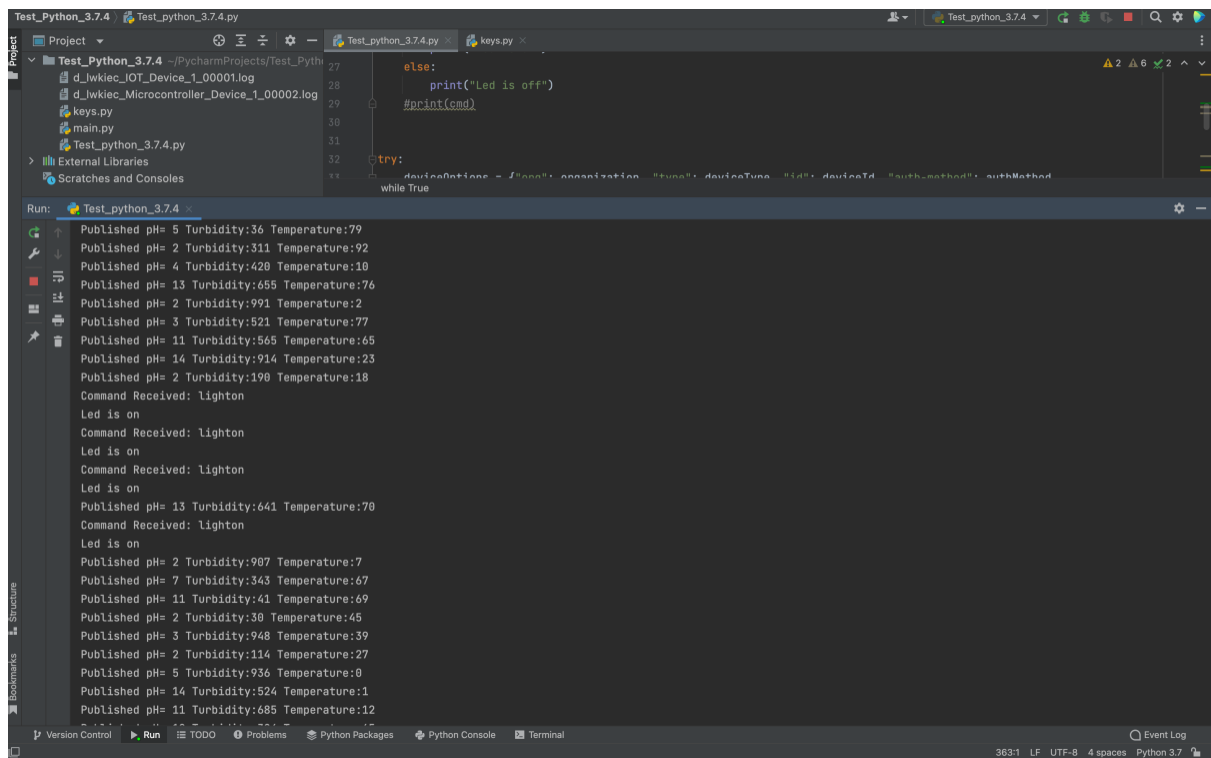 Test_Python_3.7.4 Test_python_3.7.4.py Test_python_3.7.4
Project Project Test_python_3.7.4.py keys.py
Test_Python_3.7.4 ~/PycharmProjects/Test_Pyth 27 else: 2 6 2
d_lwkiec_IOT_Device_1_00001.log 28 print("Led is off")
d_lwkiec_Microcontroller_Device_1_00002.log 29 #print(cmd)
keys.py 30
main.py 31
Test_python_3.7.4.py
External Libraries 32 try:
Scratches and Consoles 33 deviceOptions = {"org": organization, "type": deviceType, "id": deviceId, "auth-method": authMethod
while True
Run: Test_python_3.7.4
Published pH= 5 Turbidity:36 Temperature:79
Published pH= 2 Turbidity:311 Temperature:92
Published pH= 4 Turbidity:420 Temperature:10
Published pH= 13 Turbidity:655 Temperature:76
Published pH= 2 Turbidity:991 Temperature:2
Published pH= 3 Turbidity:521 Temperature:77
Published pH= 11 Turbidity:565 Temperature:65
Published pH= 14 Turbidity:914 Temperature:23
Published pH= 2 Turbidity:190 Temperature:18
Command Received: lighton
Led is on
Command Received: lighton
Led is on
Command Received: lighton
Led is on
Published pH= 13 Turbidity:641 Temperature:70
Command Received: lighton
Led is on
Published pH= 2 Turbidity:907 Temperature:7
Published pH= 7 Turbidity:343 Temperature:67
Published pH= 11 Turbidity:41 Temperature:69
Published pH= 2 Turbidity:30 Temperature:45
Published pH= 3 Turbidity:948 Temperature:39
Published pH= 2 Turbidity:114 Temperature:27
Published pH= 5 Turbidity:936 Temperature:0
Published pH= 14 Turbidity:524 Temperature:1
Published pH= 11 Turbidity:685 Temperature:12
Structure
Bookmarks
Version Control Run TODO Problems Python Packages Python Console Terminal Event Log
363:1 LF UTF-8 4 spaces Python 3.7